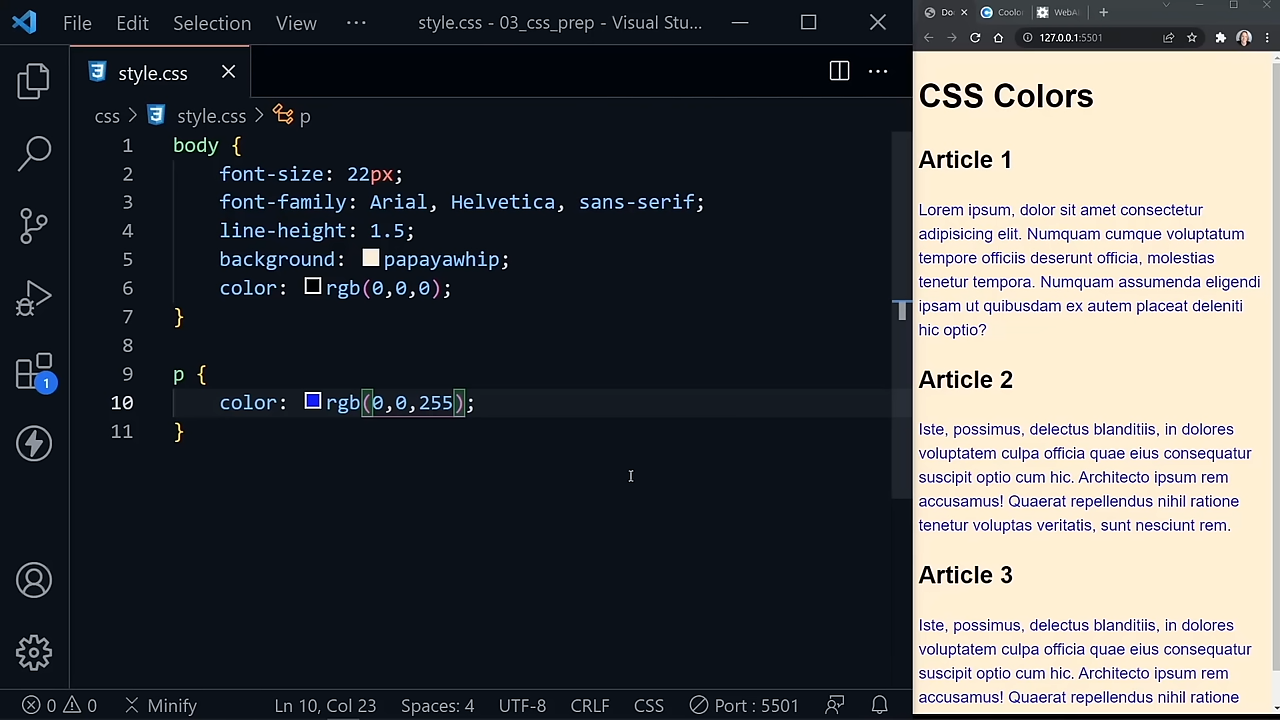 File Edit Selection View ··· style.css - 03_css_prep - Visual Stu...
style.css
css > style.css > p
1 body {
2 font-size: 22px;
3 font-family: Arial, Helvetica, sans-serif;
4 line-height: 1.5;
5 background: papayawhip;
6 color: rgb(0,0,0);
7 }
8
9 p {
10 color: rgb(0,0,255);
11 }
1
0 0 Minify Ln 10, Col 23 Spaces: 4 UTF-8 CRLF CSS Port : 5501
Do Coolor WebAI
127.0.0.1:5501
CSS Colors
Article 1
Lorem ipsum, dolor sit amet consectetur
adipisicing elit. Numquam cumque voluptatum
tempore officiis deserunt officia, molestias
tenetur tempora. Numquam assumenda eligendi
ipsam ut quibusdam ex autem placeat deleniti
hic optio?
Article 2
Iste, possimus, delectus blanditiis, in dolores
voluptatem culpa officia quae eius consequatur
suscipit optio cum hic. Architecto ipsum rem
accusamus! Quaerat repellendus nihil ratione
tenetur voluptas veritatis, sunt nesciunt rem.
Article 3
Iste, possimus, delectus blanditiis, in dolores
voluptatem culpa officia quae eius consequatur
suscipit optio cum hic. Architecto ipsum rem
accusamus! Quaerat repellendus nihil ratione